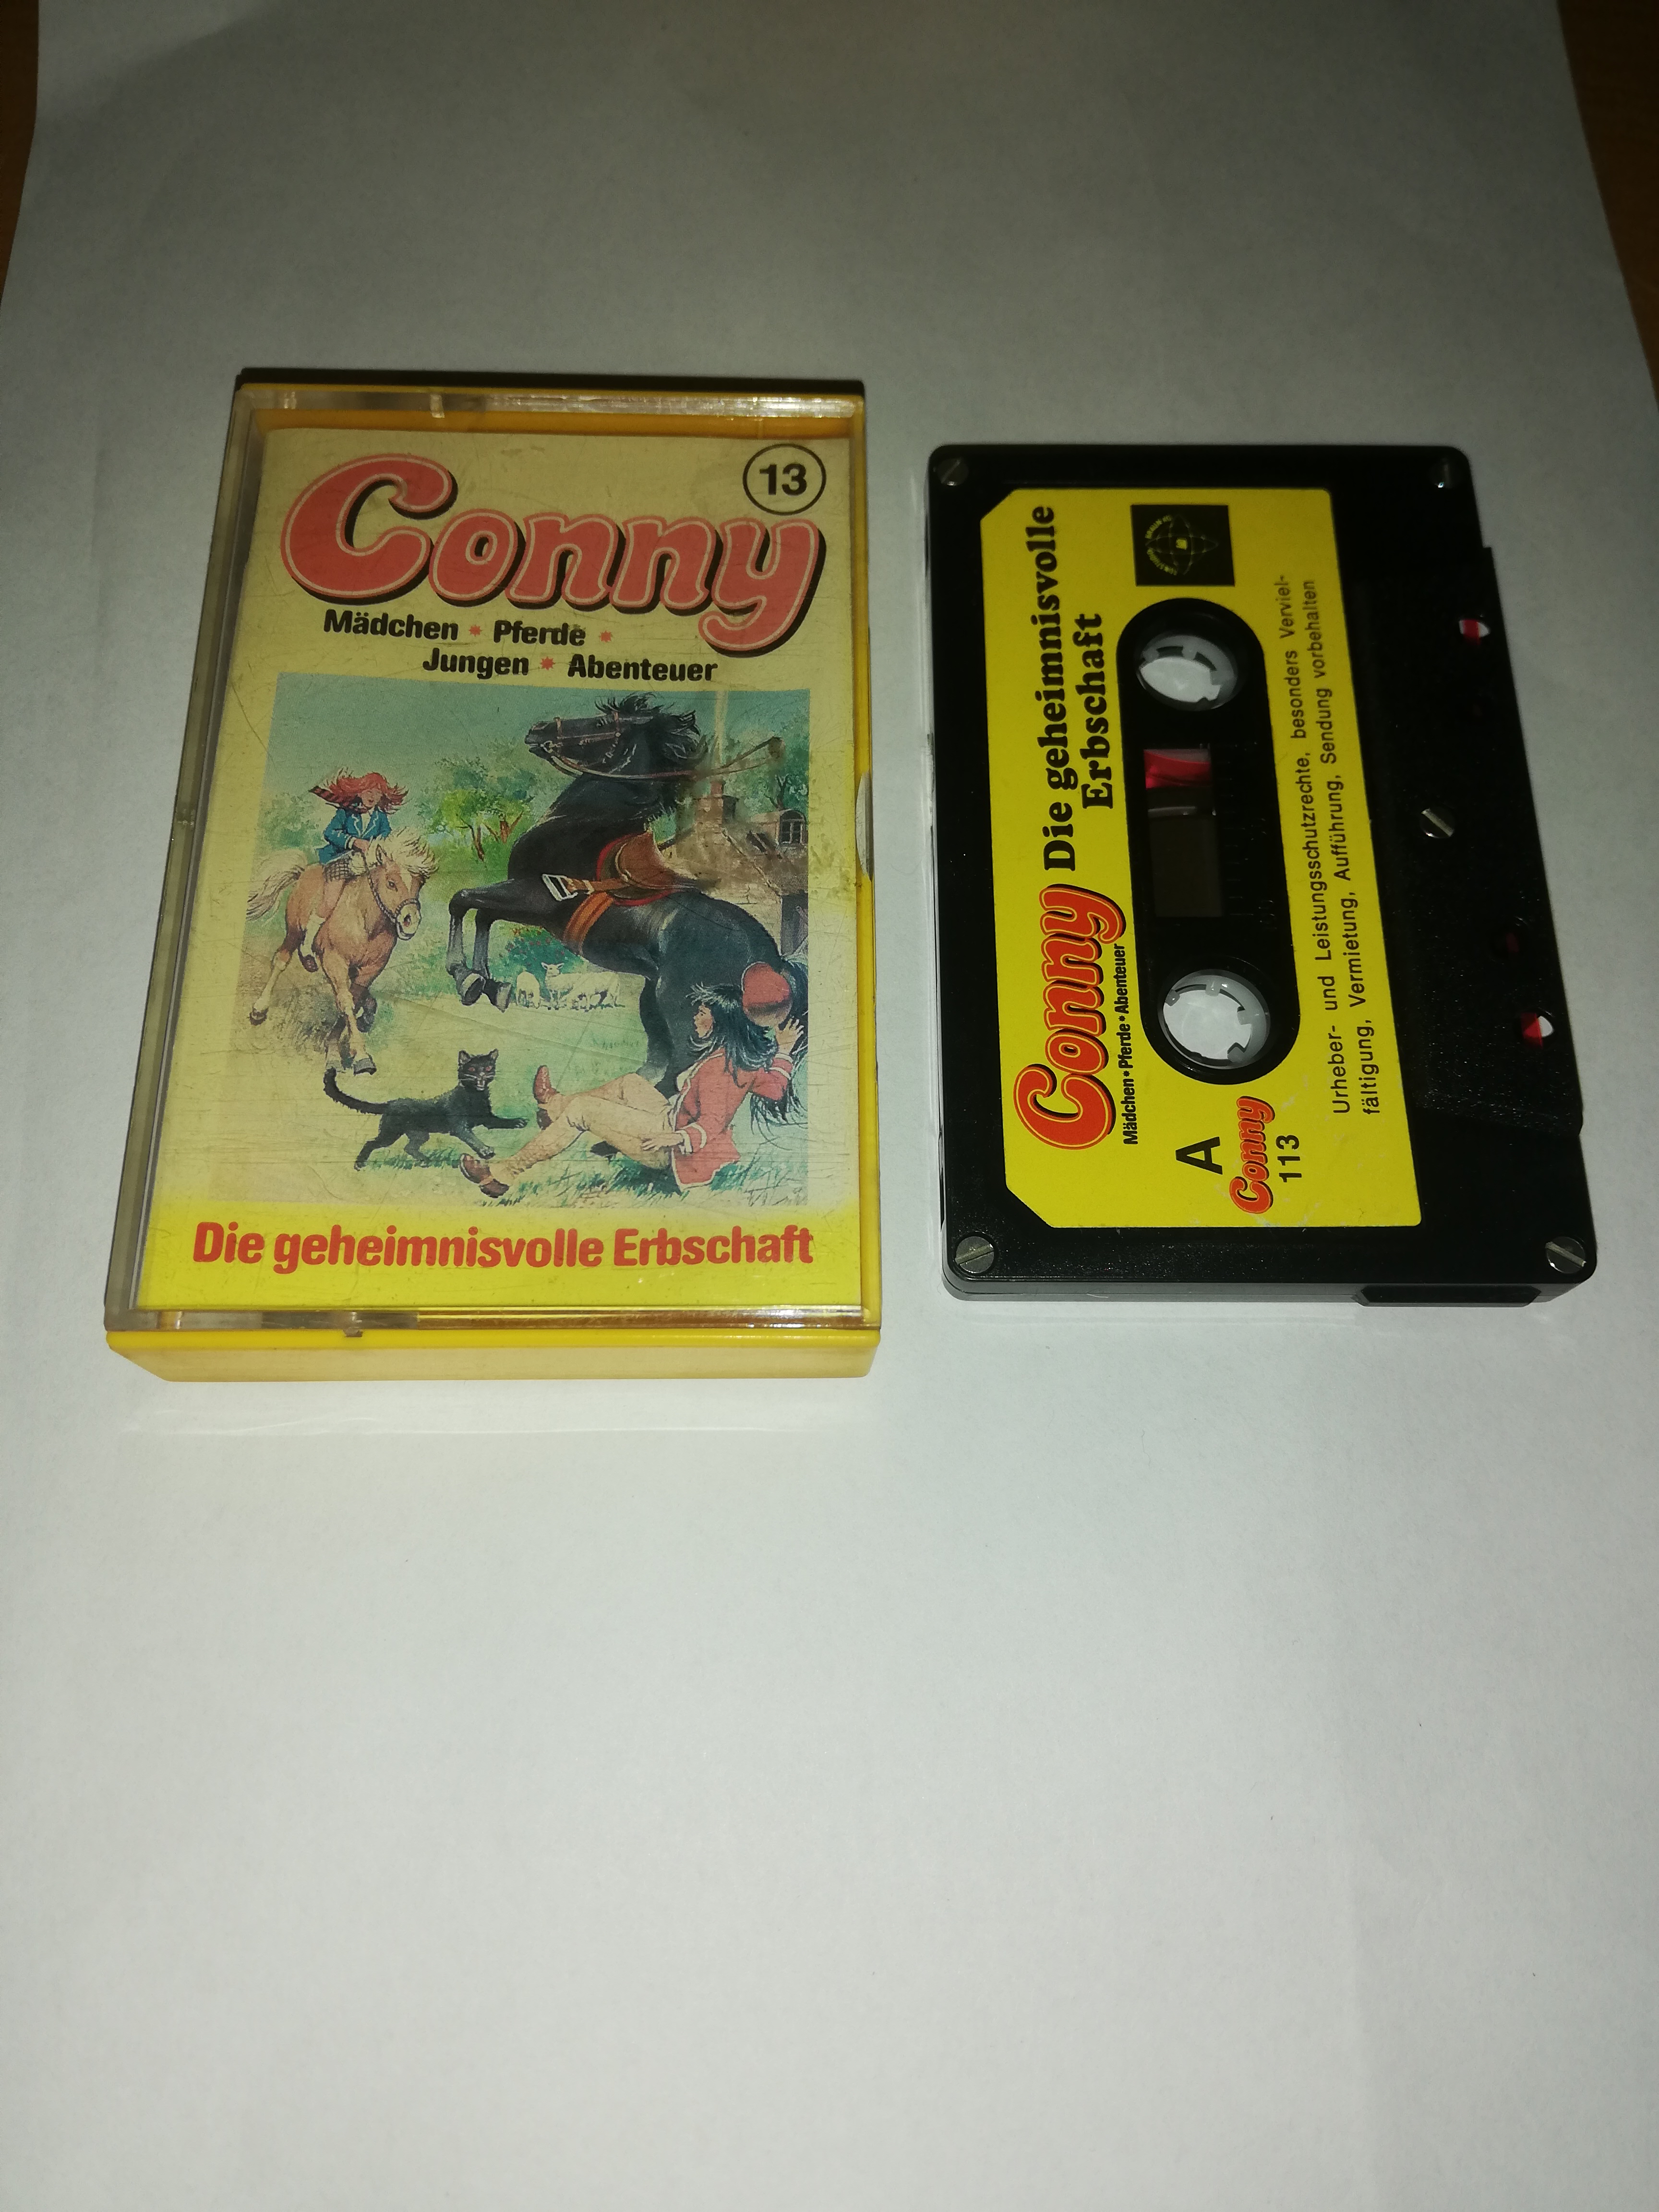 13
Conny
Mädchen * Pferde *
Jungen * Abenteuer
Die geheimnisvolle Erbschaft
Conny Die geheimnisvolle
Erbschaft
Mädchen • Pferde • Abenteuer
A
Conny
113
Urheber- und Leistungsschutzrechte, besonders Verviel-
fältigung, Vermietung, Aufführung, Sendung vorbehalten